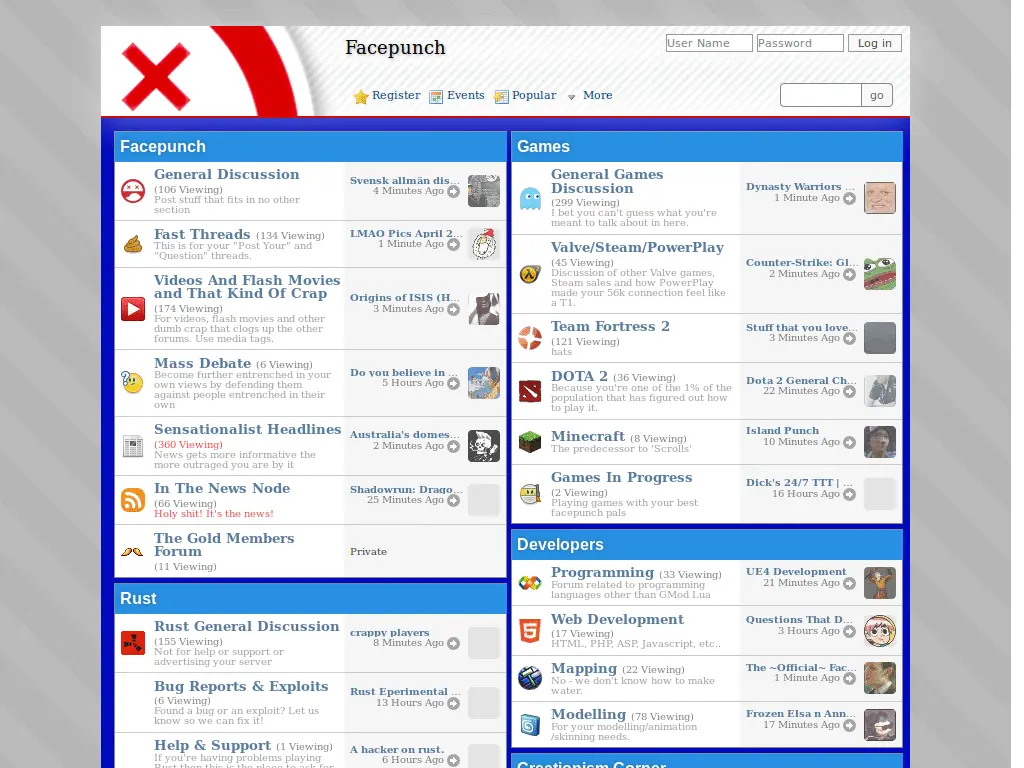 Facepunch
User Name
Password
Log in
Register
Events
Popular
More
go
Facepunch
General Discussion
(106 Viewing)
Post stuff that fits in no other
section
Svensk allmän dis...
4 Minutes Ago
Fast Threads (134 Viewing)
This is for your "Post Your" and
"Question" threads.
LMAO Pics April 2...
1 Minute Ago
Videos And Flash Movies
and That Kind Of Crap
(174 Viewing)
For videos, flash movies and other
dumb crap that clogs up the other
forums. Use media tags.
Origins of ISIS (H...
3 Minutes Ago
Mass Debate (6 Viewing)
Become further entrenched in your
own views by defending them
against people entrenched in their
own
Do you believe in ...
5 Hours Ago
Sensationalist Headlines
(360 Viewing)
News gets more informative the
more outraged you are by it
Australia's domes...
2 Minutes Ago
In The News Node
(66 Viewing)
Holy shit! It's the news!
Shadowrun: Drago...
25 Minutes Ago
The Gold Members
Forum
(11 Viewing)
Private
Rust
Rust General Discussion
(155 Viewing)
Not for help or support or
advertising your server
crappy players
8 Minutes Ago
Bug Reports & Exploits
(6 Viewing)
Found a bug or an exploit? Let us
know so we can fix it!
Rust Eperimental ...
13 Hours Ago
Help & Support (1 Viewing)
If you're having problems playing
Rust then this is the place to ask for
A hacker on rust.
6 Hours Ago
Games
General Games
Discussion
(299 Viewing)
I bet you can't guess what you're
meant to talk about in here.
Dynasty Warriors ...
1 Minute Ago
Valve/Steam/PowerPlay
(45 Viewing)
Discussion of other Valve games,
Steam sales and how PowerPlay
made your 56k connection feel like
a T1.
Counter-Strike: Gl...
2 Minutes Ago
Team Fortress 2
(121 Viewing)
hats
Stuff that you love...
3 Minutes Ago
DOTA 2 (36 Viewing)
Because you're one of the 1% of the
population that has figured out how
to play it.
Dota 2 General Ch...
22 Minutes Ago
Minecraft (8 Viewing)
The predecessor to 'Scrolls'
Island Punch
10 Minutes Ago
Games In Progress
(2 Viewing)
Playing games with your best
facepunch pals
Dick's 24/7 TTT | ...
16 Hours Ago
Developers
Programming (33 Viewing)
Forum related to programming
languages other than GMod Lua
UE4 Development
21 Minutes Ago
Web Development
(17 Viewing)
HTML, PHP, ASP, Javascript, etc..
Questions That D...
3 Hours Ago
Mapping (22 Viewing)
No - we don't know how to make
water.
The ~Official~ Fac...
1 Minute Ago
Modelling (78 Viewing)
For your modelling/animation
/skinning needs.
Frozen Elsa n Ann...
17 Minutes Ago
Creationism Corner